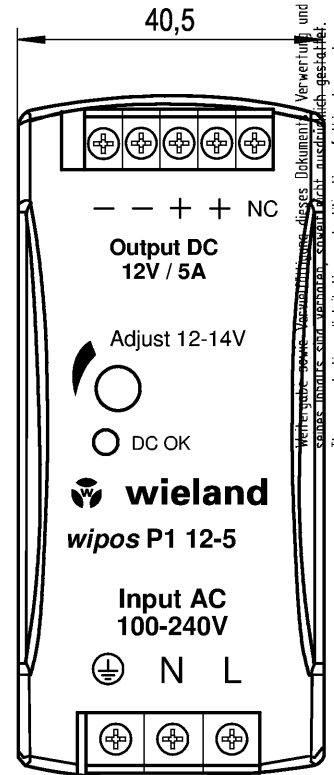 40,5
− − + + NC
Output DC
12V / 5A
Adjust 12-14V
DC OK
w wieland
wipos P1 12-5
Input AC
100-240V
N L
Weitergabe sowie Vervielfältigung dieses Dokuments, Verwertung und
seines Inhalts sind verboten, soweit nicht ausdrücklich gestattet.